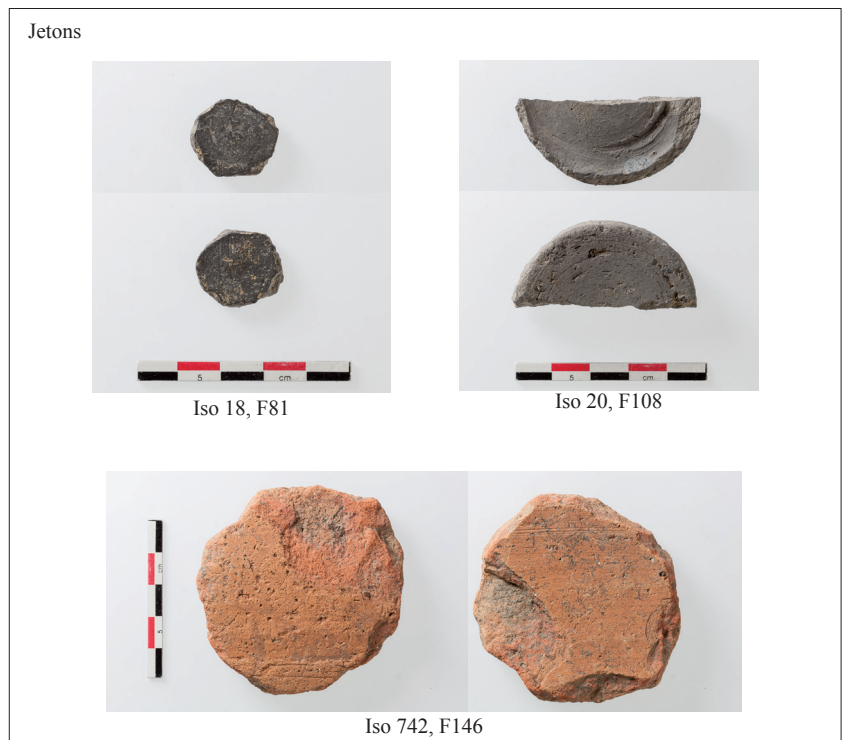 Jetons
5 cm
Iso 18, F81
5 cm
Iso 20, F108
cm
5
Iso 742, F146